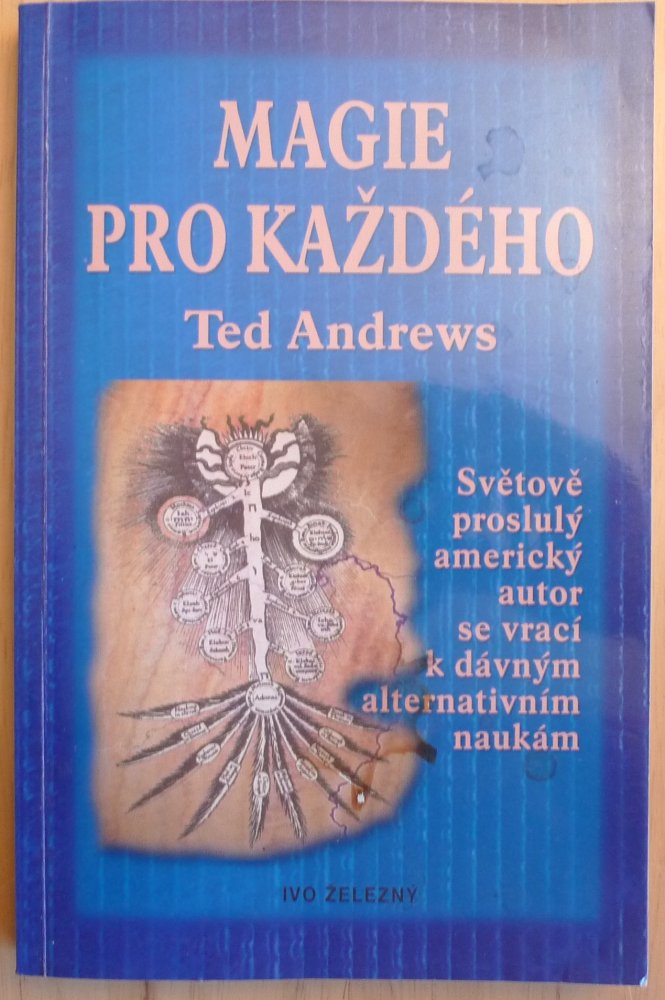 MAGIE
PRO KAŽDÉHO
Ted Andrews
Světově
proslulý
americký
autor
se vrací
k dávným
alternativním
naukám
IVO ŽELEZNÝ